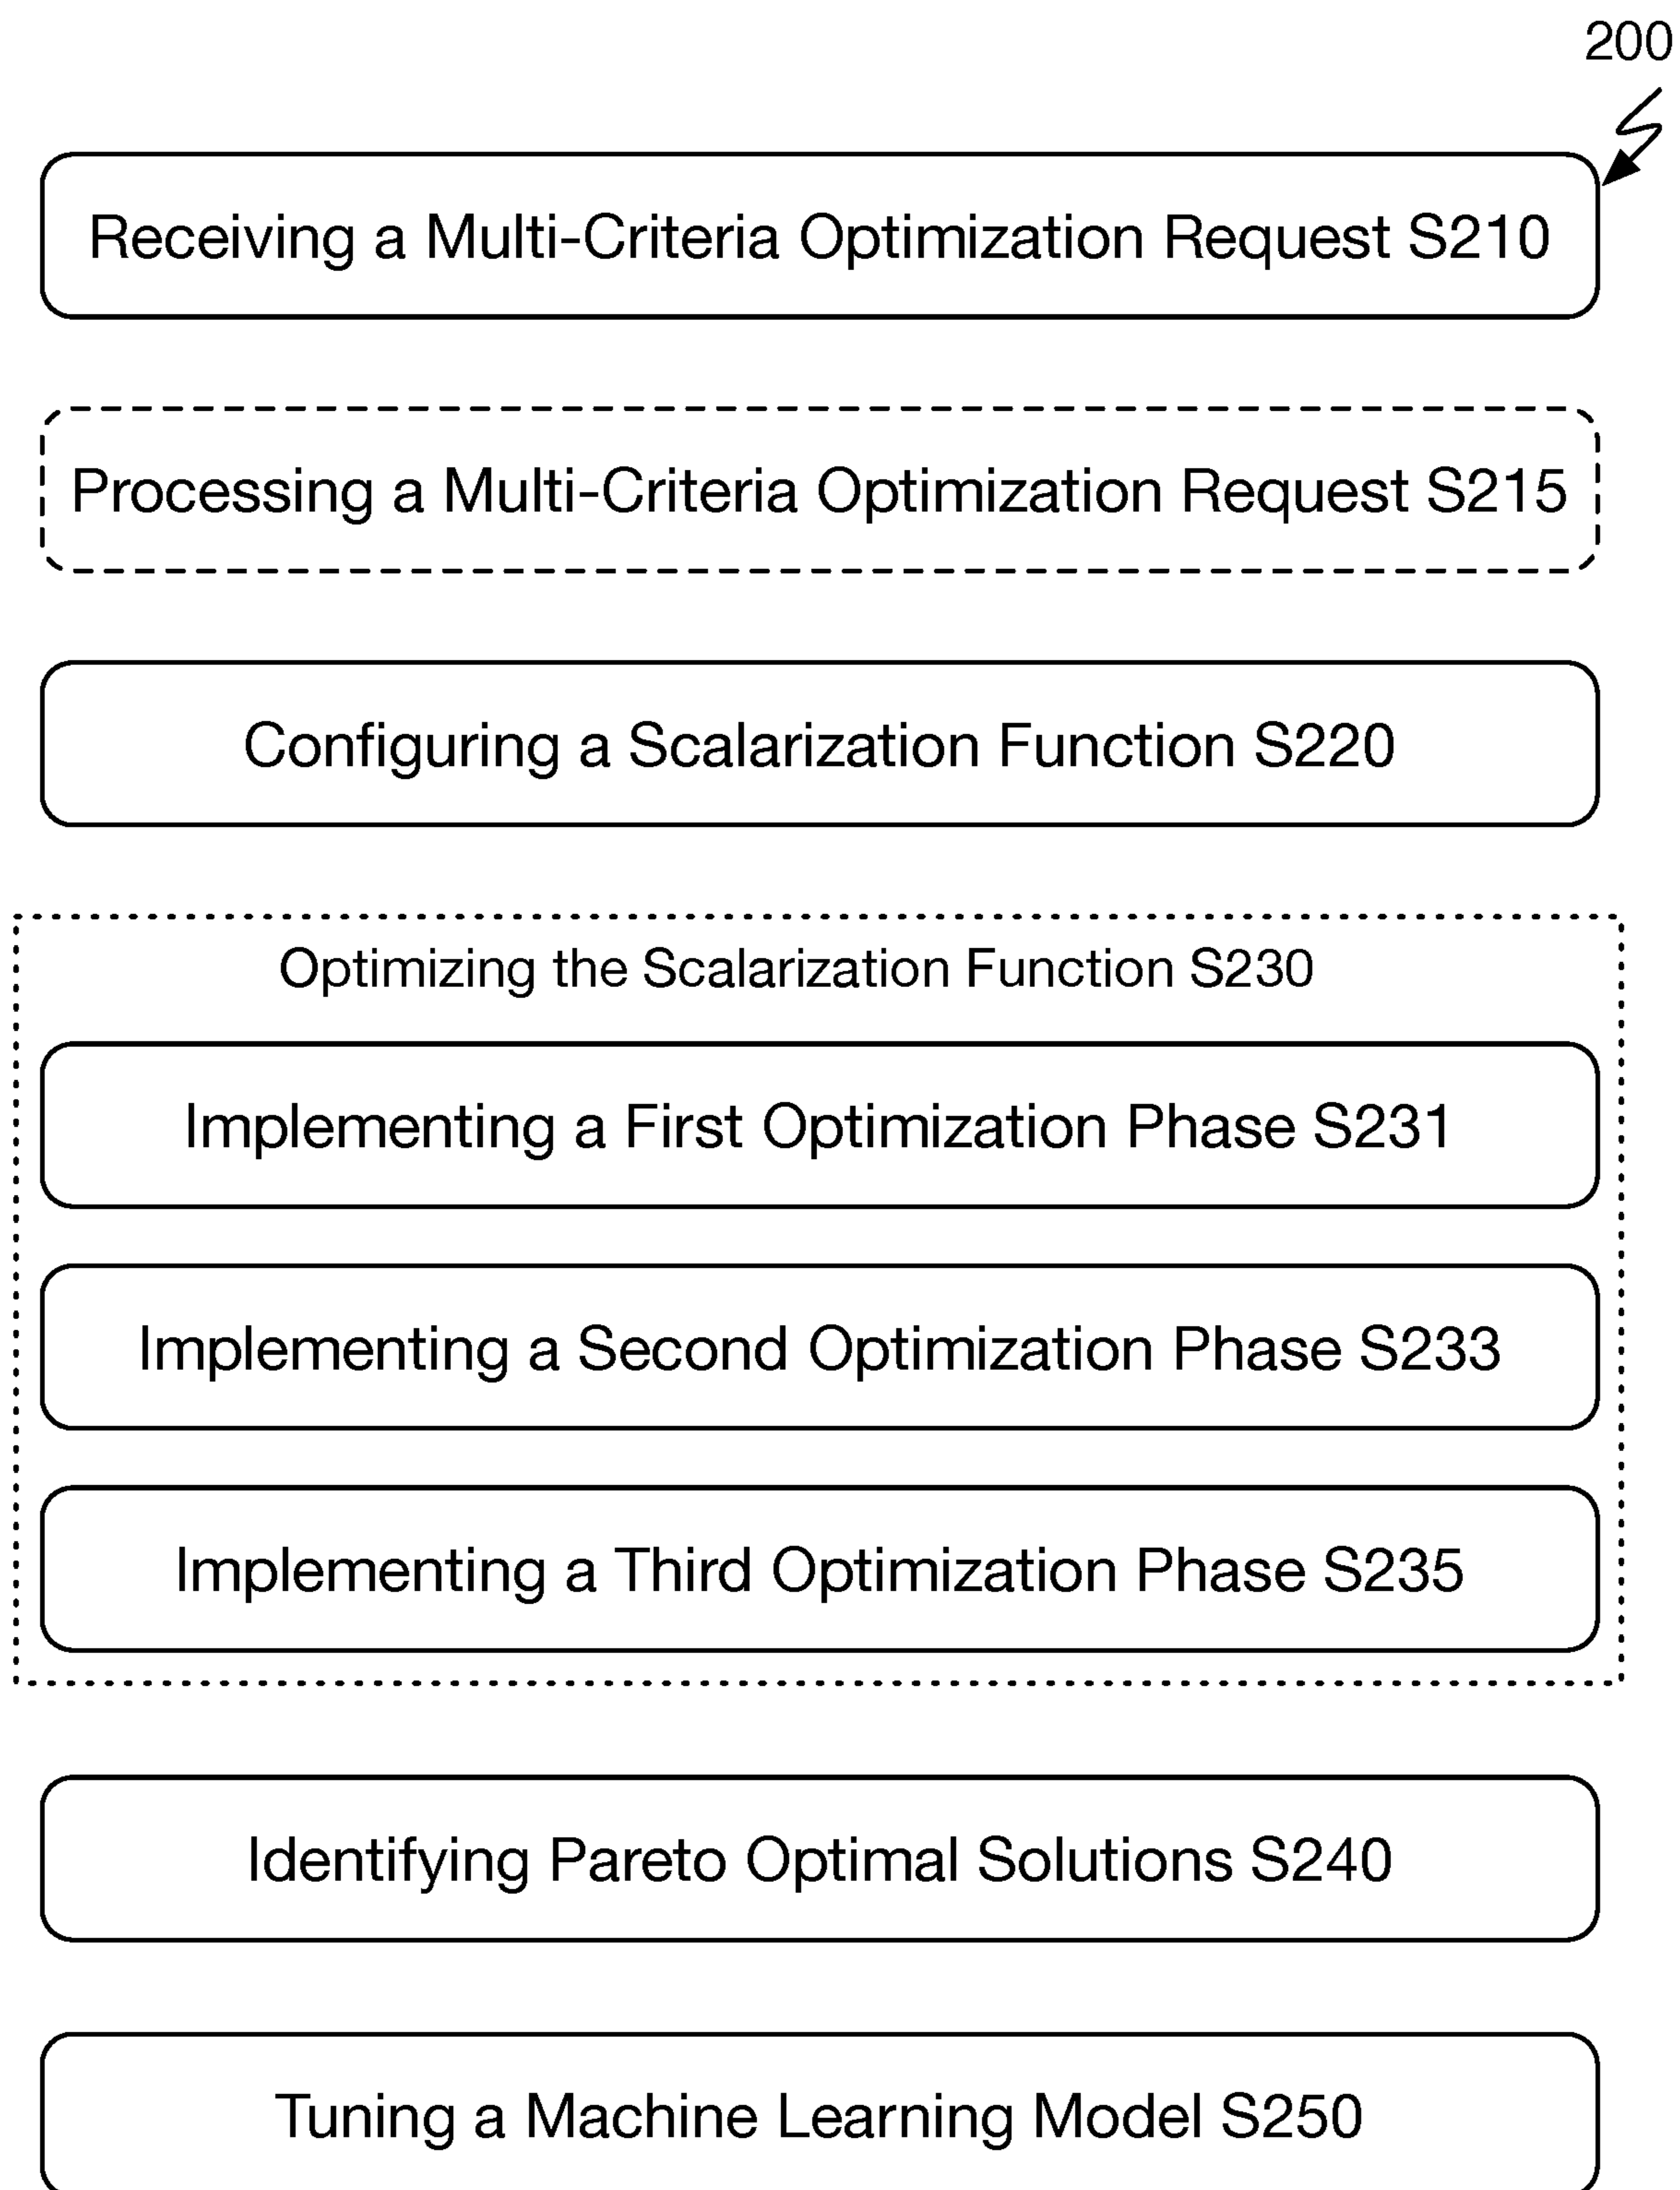 200
Receiving a Multi-Criteria Optimization Request S210
Processing a Multi-Criteria Optimization Request S215
Configuring a Scalarization Function S220
Optimizing the Scalarization Function S230
Implementing a First Optimization Phase S231
Implementing a Second Optimization Phase S233
Implementing a Third Optimization Phase S235
Identifying Pareto Optimal Solutions S240
Tuning a Machine Learning Model S250